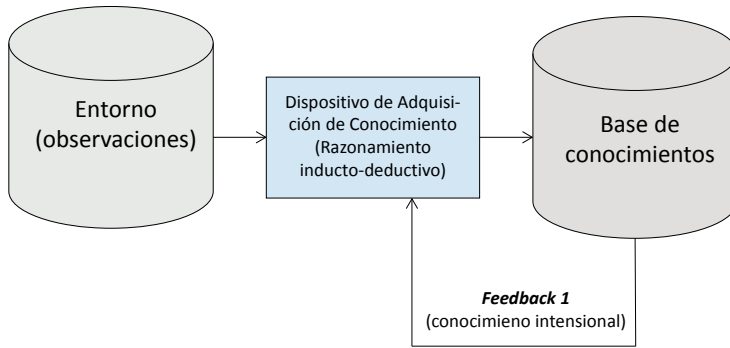 Entorno
(observaciones)
Dispositivo de Adquisi-
ción de Conocimiento
(Razonamiento
inducto-deductivo)
Base de
conocimientos
Feedback 1
(conocimieno intensional)